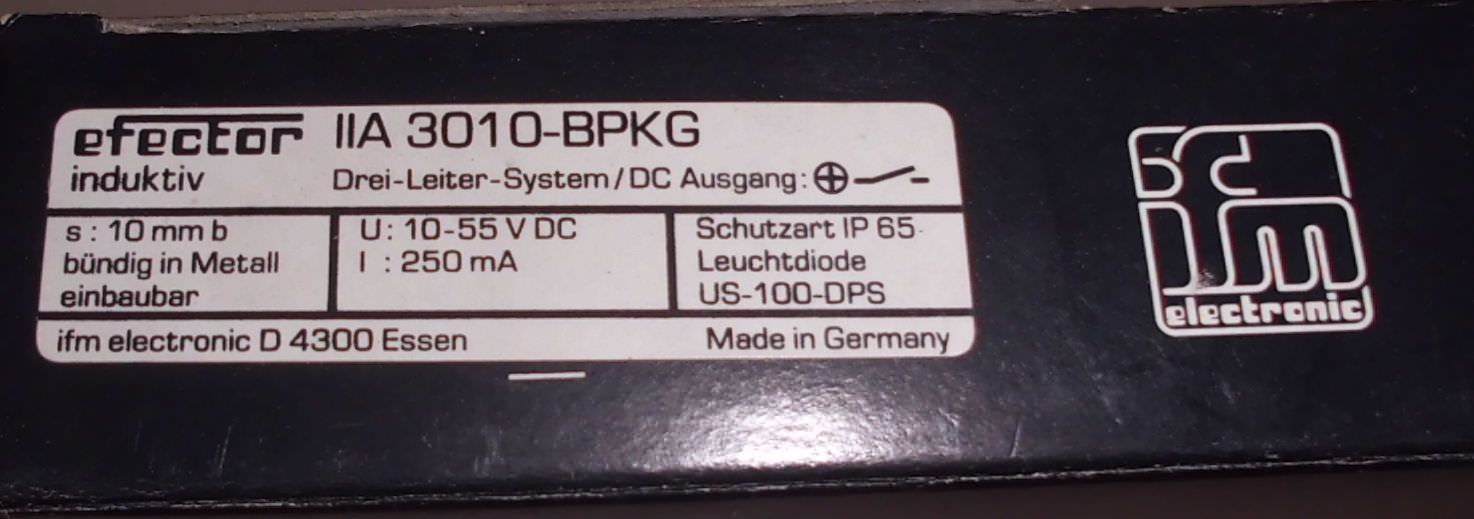 efector IIA 3010-BPKG
induktiv Drei-Leiter-System/DC Ausgang:
s : 10 mm b
bündig in Metall
einbaubar
U: 10-55 V DC
I : 250 mA
Schutzart IP 65
Leuchtdiode
US-100-DPS
ifm electronic D 4300 Essen Made in Germany
ifm
electronic